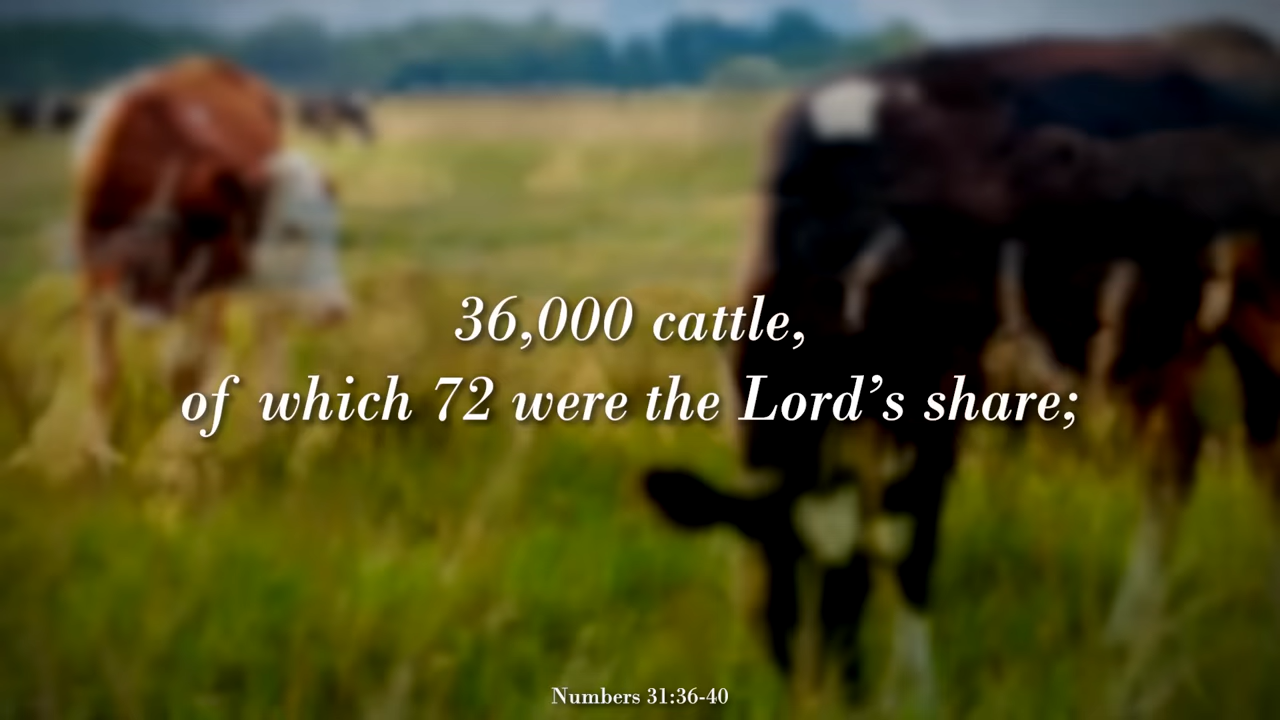 36,000 cattle,
of which 72 were the Lord’s share;
Numbers 31:36-40